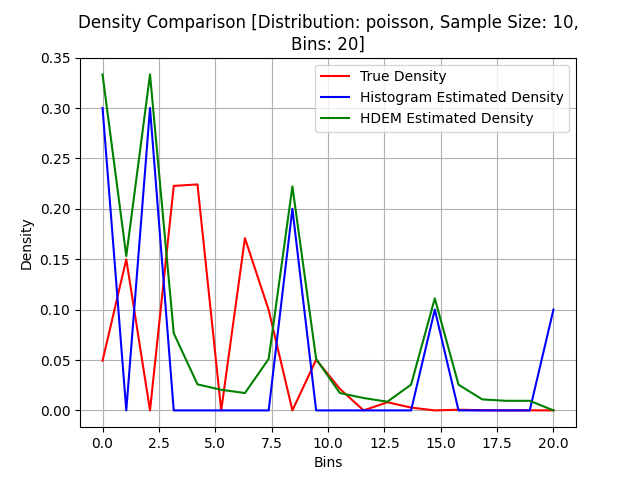 Density Comparison [Distribution: poisson, Sample Size: 10,
Bins: 20]
0.35
0.30
0.25
0.20
0.15
0.10
0.05
0.00
Density
True Density
Histogram Estimated Density
HDEM Estimated Density
0.0 2.5 5.0 7.5 10.0 12.5 15.0 17.5 20.0
Bins